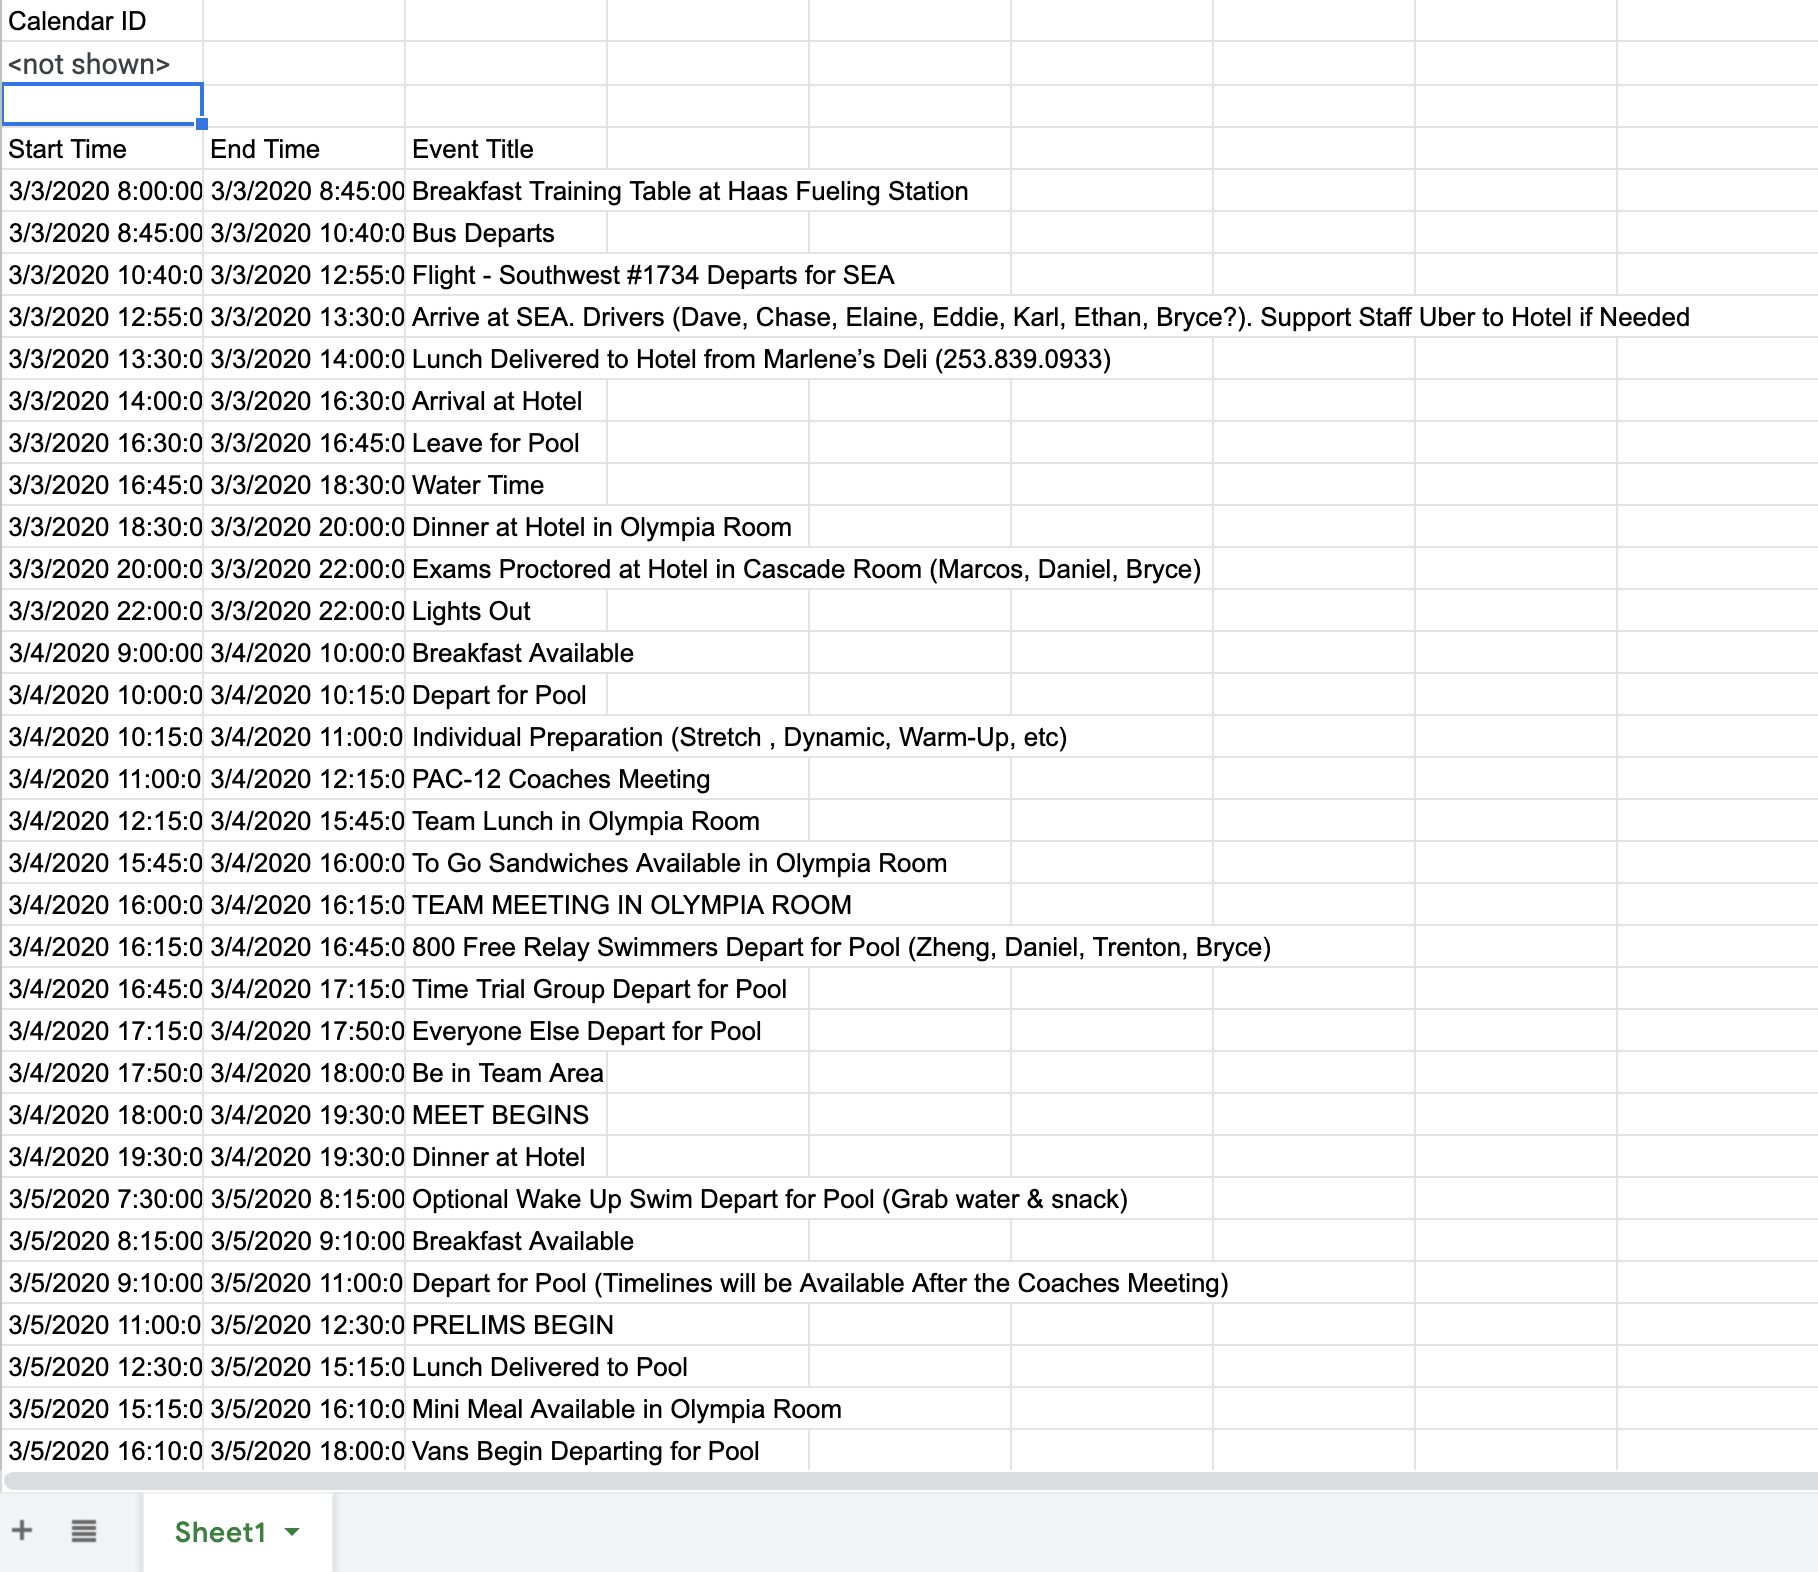 Calendar ID
<not shown>
Start Time End Time Event Title
3/3/2020 8:00:00 3/3/2020 8:45:00 Breakfast Training Table at Haas Fueling Station
3/3/2020 8:45:00 3/3/2020 10:40:0 Bus Departs
3/3/2020 10:40:0 3/3/2020 12:55:0 Flight - Southwest #1734 Departs for SEA
3/3/2020 12:55:0 3/3/2020 13:30:0 Arrive at SEA. Drivers (Dave, Chase, Elaine, Eddie, Karl, Ethan, Bryce?). Support Staff Uber to Hotel if Needed
3/3/2020 13:30:0 3/3/2020 14:00:0 Lunch Delivered to Hotel from Marlene’s Deli (253.839.0933)
3/3/2020 14:00:0 3/3/2020 16:30:0 Arrival at Hotel
3/3/2020 16:30:0 3/3/2020 16:45:0 Leave for Pool
3/3/2020 16:45:0 3/3/2020 18:30:0 Water Time
3/3/2020 18:30:0 3/3/2020 20:00:0 Dinner at Hotel in Olympia Room
3/3/2020 20:00:0 3/3/2020 22:00:0 Exams Proctored at Hotel in Cascade Room (Marcos, Daniel, Bryce)
3/3/2020 22:00:0 3/3/2020 22:00:0 Lights Out
3/4/2020 9:00:00 3/4/2020 10:00:0 Breakfast Available
3/4/2020 10:00:0 3/4/2020 10:15:0 Depart for Pool
3/4/2020 10:15:0 3/4/2020 11:00:0 Individual Preparation (Stretch , Dynamic, Warm-Up, etc)
3/4/2020 11:00:0 3/4/2020 12:15:0 PAC-12 Coaches Meeting
3/4/2020 12:15:0 3/4/2020 15:45:0 Team Lunch in Olympia Room
3/4/2020 15:45:0 3/4/2020 16:00:0 To Go Sandwiches Available in Olympia Room
3/4/2020 16:00:0 3/4/2020 16:15:0 TEAM MEETING IN OLYMPIA ROOM
3/4/2020 16:15:0 3/4/2020 16:45:0 800 Free Relay Swimmers Depart for Pool (Zheng, Daniel, Trenton, Bryce)
3/4/2020 16:45:0 3/4/2020 17:15:0 Time Trial Group Depart for Pool
3/4/2020 17:15:0 3/4/2020 17:50:0 Everyone Else Depart for Pool
3/4/2020 17:50:0 3/4/2020 18:00:0 Be in Team Area
3/4/2020 18:00:0 3/4/2020 19:30:0 MEET BEGINS
3/4/2020 19:30:0 3/4/2020 19:30:0 Dinner at Hotel
3/5/2020 7:30:00 3/5/2020 8:15:00 Optional Wake Up Swim Depart for Pool (Grab water & snack)
3/5/2020 8:15:00 3/5/2020 9:10:00 Breakfast Available
3/5/2020 9:10:00 3/5/2020 11:00:0 Depart for Pool (Timelines will be Available After the Coaches Meeting)
3/5/2020 11:00:0 3/5/2020 12:30:0 PRELIMS BEGIN
3/5/2020 12:30:0 3/5/2020 15:15:0 Lunch Delivered to Pool
3/5/2020 15:15:0 3/5/2020 16:10:0 Mini Meal Available in Olympia Room
3/5/2020 16:10:0 3/5/2020 18:00:0 Vans Begin Departing for Pool
Sheet1